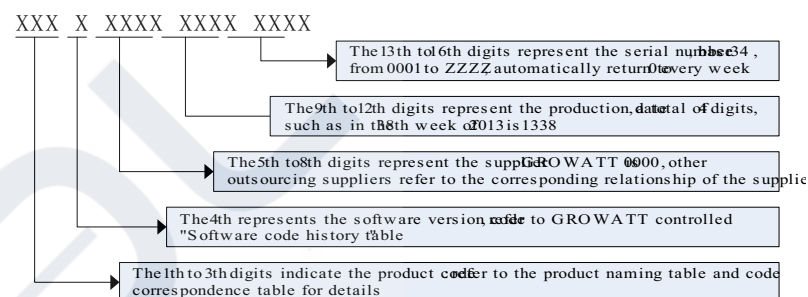 XXX X XXXX XXXX XXXX
The 13th to 16th digits represent the serial number, base 34 ,
from 0001 to ZZZZ, automatically return to 0 every week
The 9th to 12th digits represent the production date, a total of 4 digits,
such as in the 38th week of 2013 is 1338
The 5th to 8th digits represent the supplier GROWATT is 0000, other
outsourcing suppliers refer to the corresponding relationship of the supplie
The 4th represents the software version code, refer to GROWATT controlled
"Software code history table"
The 1th to 3th digits indicate the product code, refer to the product naming table and code
correspondence table for details